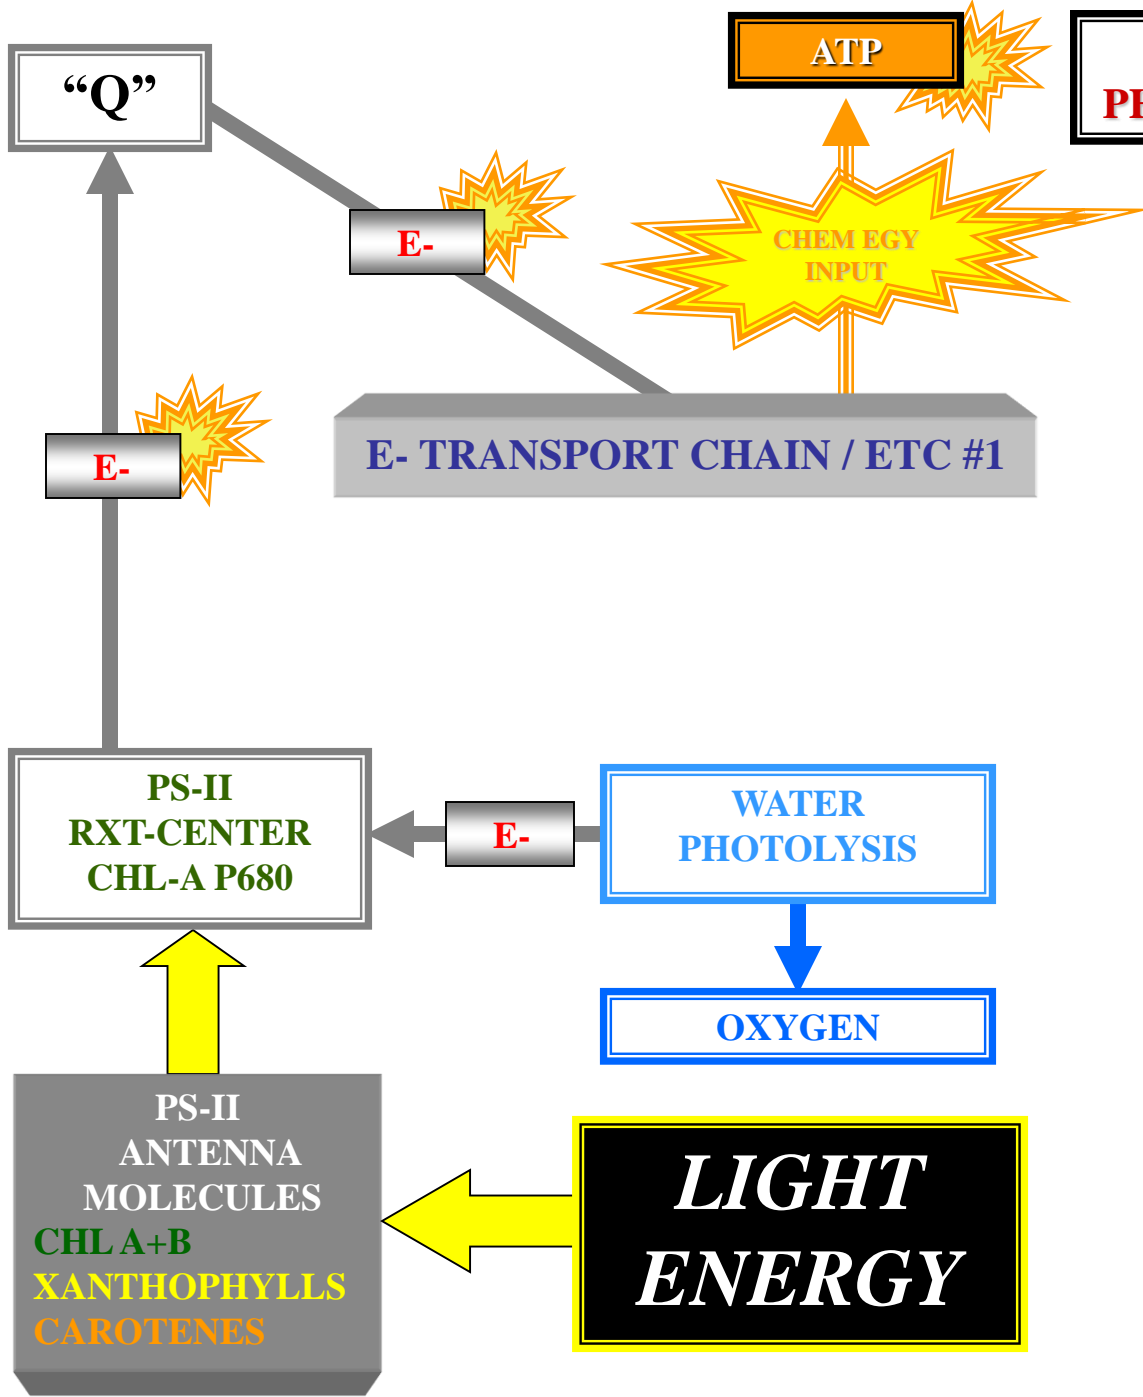 “Q”
ATP
E-
CHEM EGY
INPUT
E-
E- TRANSPORT CHAIN / ETC #1
PS-II
RXT-CENTER
CHL-A P680
E-
WATER
PHOTOLYSIS
OXYGEN
PS-II
ANTENNA
MOLECULES
CHL A+B
XANTHOPHYLLS
CAROTENES
LIGHT
ENERGY